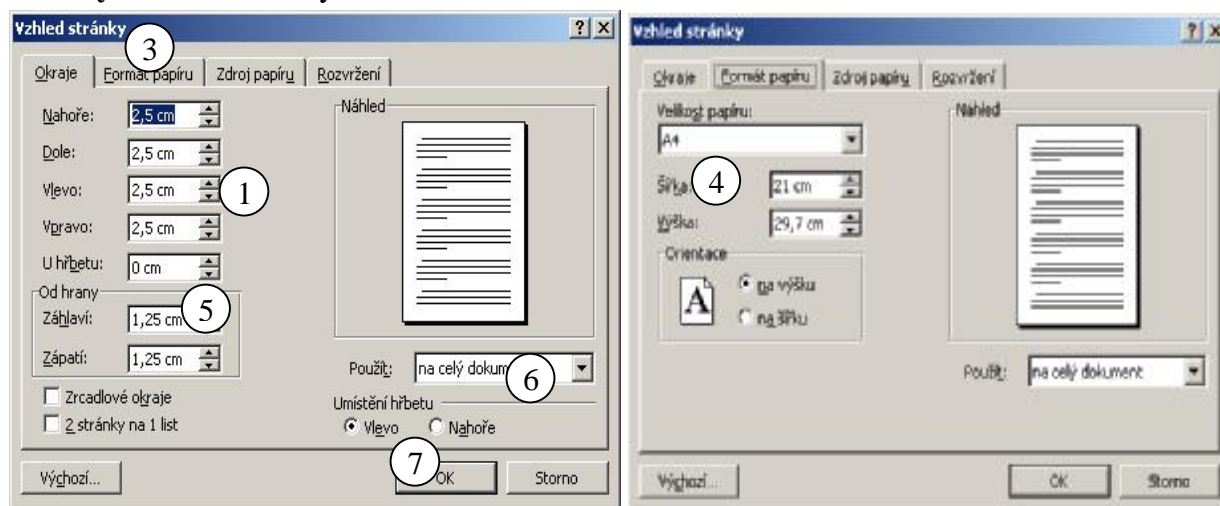 Vzhled stránky
3
Okraje
Formát papíru
Zdroj papíru
Rozvržení
Nahoře: 2,5 cm
Dole: 2,5 cm
Vlevo: 2,5 cm
1
Vpravo: 2,5 cm
U hřbetu: 0 cm
Od hrany
Záhlaví: 1,25 cm
5
Zápatí: 1,25 cm
Zrcadlové okraje
2 stránky na 1 list
Náhled
Použít: na celý dokum
6
Umístění hřbetu
Vlevo
Nahoře
7
Výchozí...
OK
Storno
Vzhled stránky
Okraje
Formát papíru
Zdroj papíru
Rozvržení
Velikost papíru:
A4
Šířka: 21 cm
4
Výška: 29,7 cm
Orientace
A
na výšku
na šířku
Náhled
Použít: na celý dokument
Výchozí...
OK
Storno